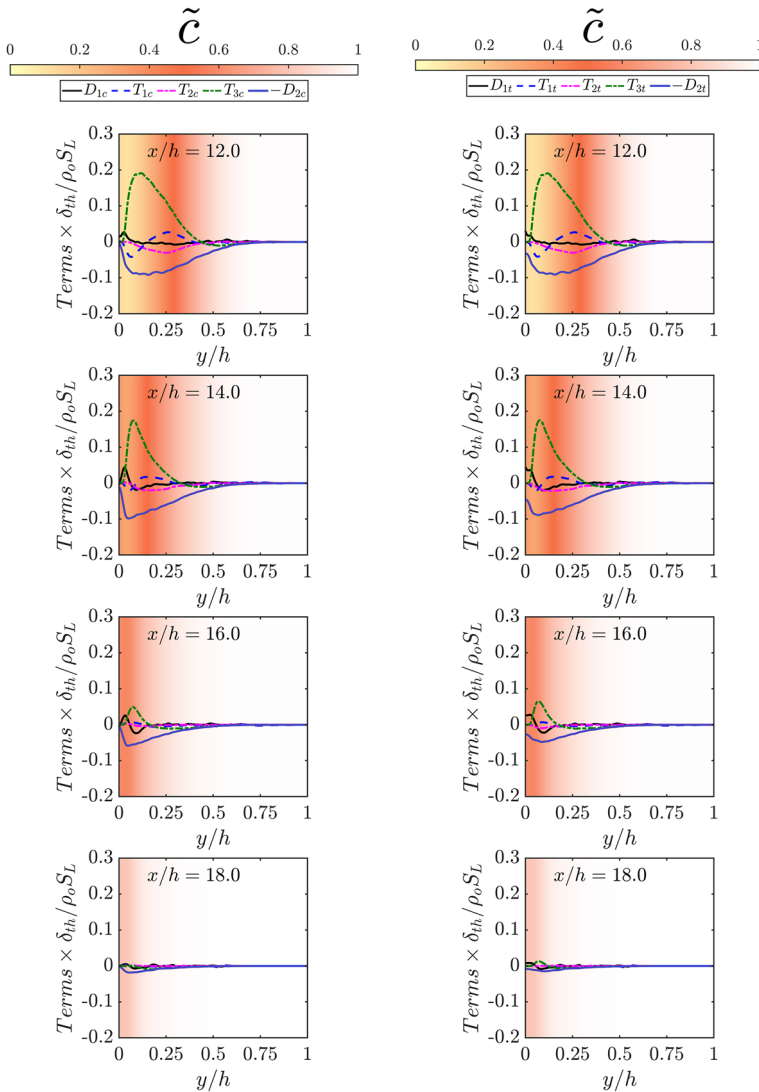 c̃ c̃
0 0.2 0.4 0.6 0.8 1 0 0.2 0.4 0.6 0.8 1
D₁c T₁c T₂c T₃c −D₂c D₁t T₁t T₂t T₃t −D₂t
x/h = 12.0
0.3
0.2
0.1
0
-0.1
-0.2
Terms × δth/ρoSL
0 0.25 0.5 0.75 1
y/h
x/h = 12.0
0.3
0.2
0.1
0
-0.1
-0.2
Terms × δth/ρoSL
0 0.25 0.5 0.75 1
y/h
x/h = 14.0
0.3
0.2
0.1
0
-0.1
-0.2
Terms × δth/ρoSL
0 0.25 0.5 0.75 1
y/h
x/h = 14.0
0.3
0.2
0.1
0
-0.1
-0.2
Terms × δth/ρoSL
0 0.25 0.5 0.75 1
y/h
x/h = 16.0
0.3
0.2
0.1
0
-0.1
-0.2
Terms × δth/ρoSL
0 0.25 0.5 0.75 1
y/h
x/h = 16.0
0.3
0.2
0.1
0
-0.1
-0.2
Terms × δth/ρoSL
0 0.25 0.5 0.75 1
y/h
x/h = 18.0
0.3
0.2
0.1
0
-0.1
-0.2
Terms × δth/ρoSL
0 0.25 0.5 0.75 1
y/h
x/h = 18.0
0.3
0.2
0.1
0
-0.1
-0.2
Terms × δth/ρoSL
0 0.25 0.5 0.75 1
y/h